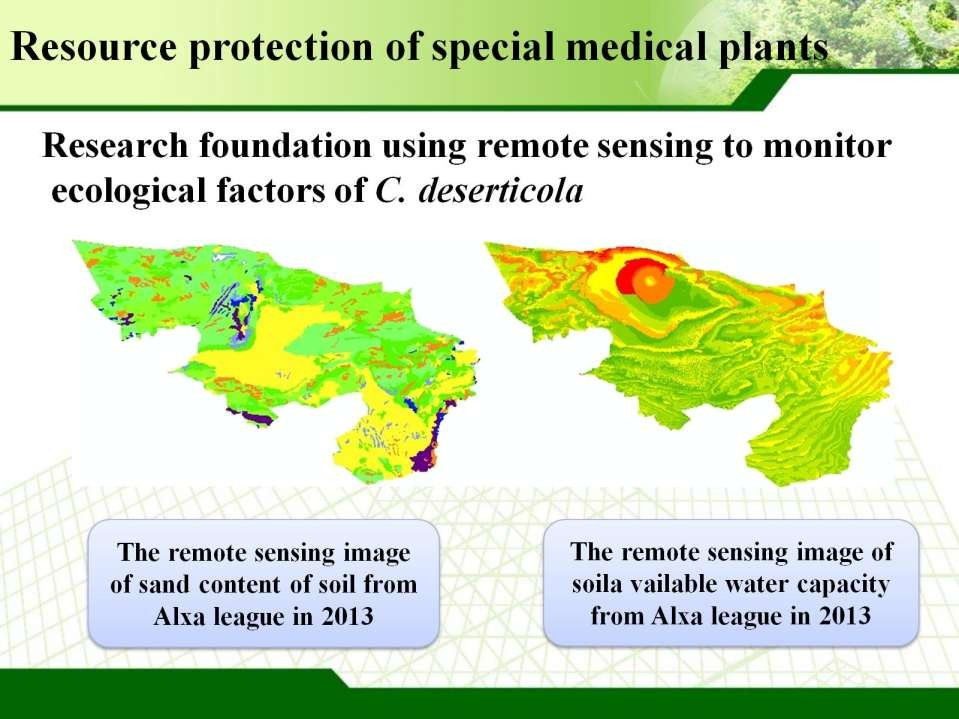 Resource protection of special medical plants
Research foundation using remote sensing to monitor
ecological factors of C. deserticola
The remote sensing image
of sand content of soil from
Alxa league in 2013
The remote sensing image of
soila vailable water capacity
from Alxa league in 2013